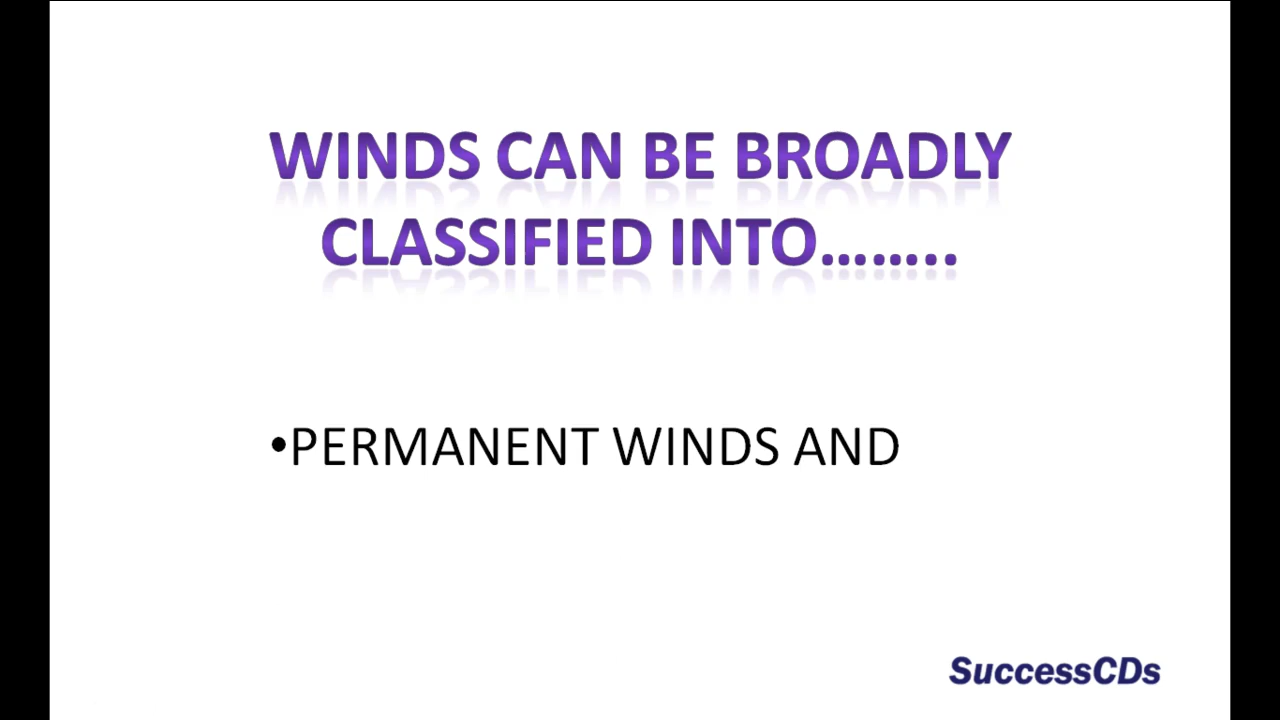 WINDS CAN BE BROADLY
CLASSIFIED INTO……..
•PERMANENT WINDS AND
SuccessCDs